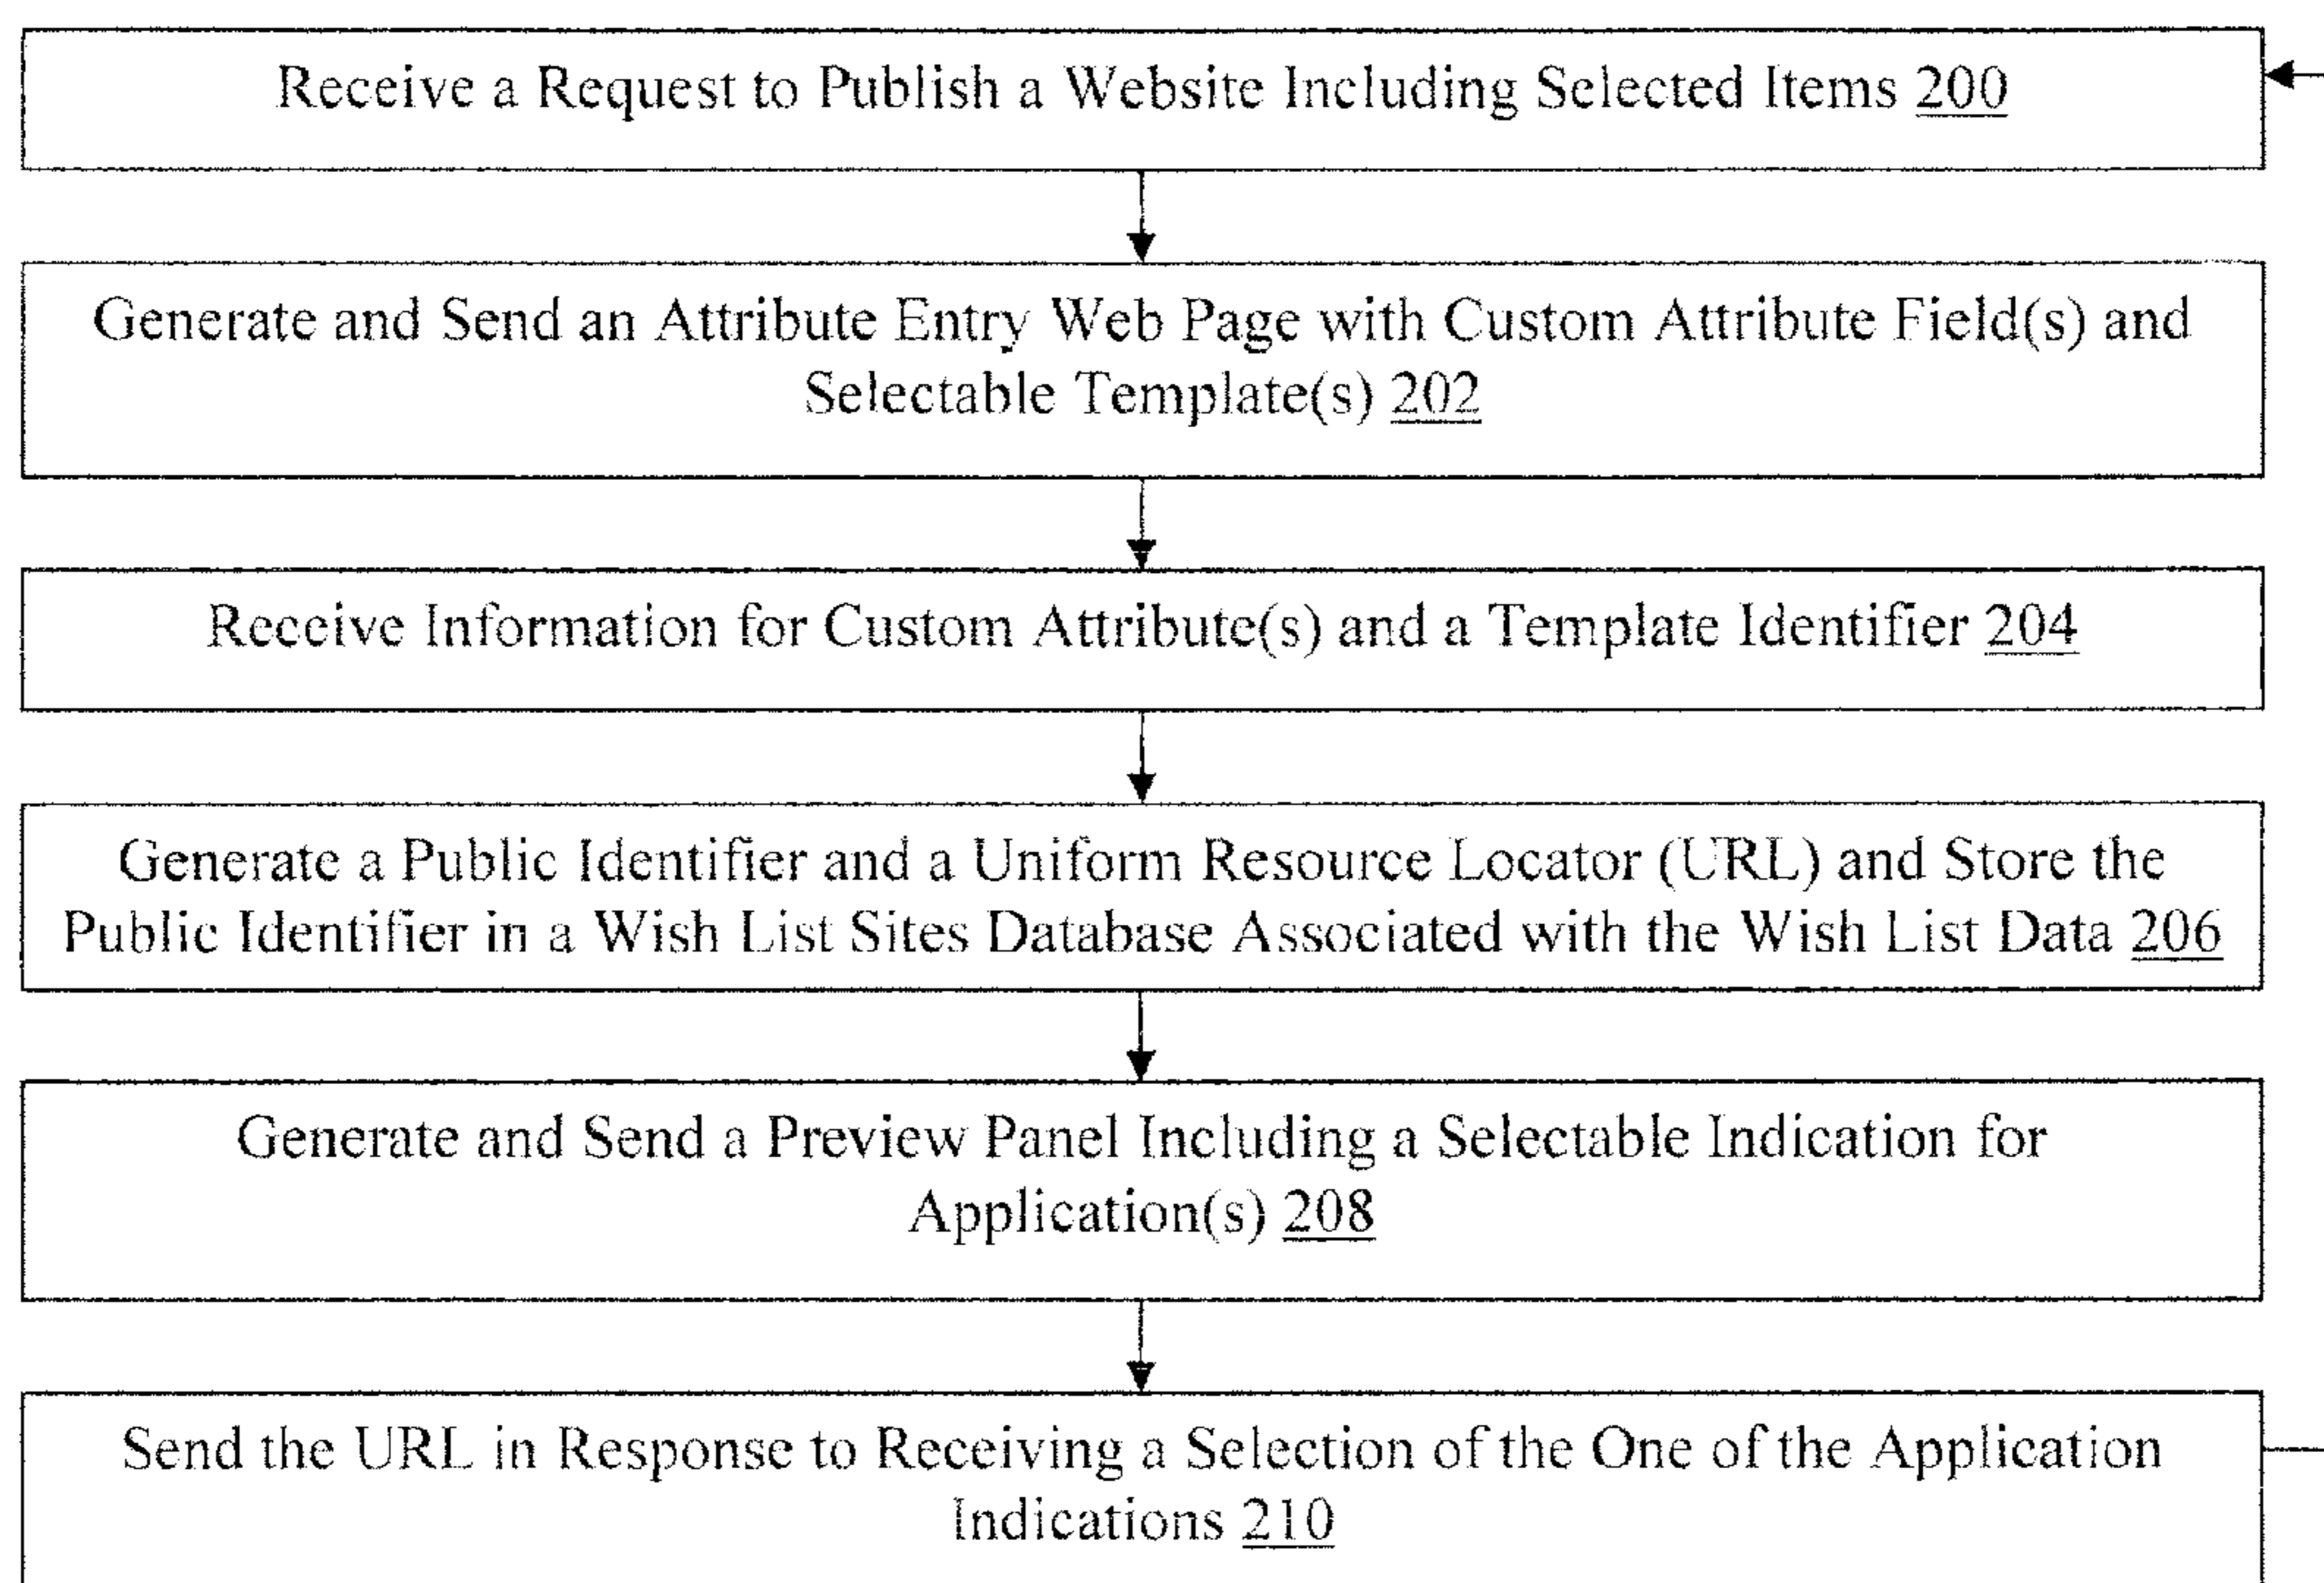 Receive a Request to Publish a Website Including Selected Items 200
Generate and Send an Attribute Entry Web Page with Custom Attribute Field(s) and
Selectable Template(s) 202
Receive Information for Custom Attribute(s) and a Template Identifier 204
Generate a Public Identifier and a Uniform Resource Locator (URL) and Store the
Public Identifier in a Wish List Sites Database Associated with the Wish List Data 206
Generate and Send a Preview Panel Including a Selectable Indication for
Application(s) 208
Send the URL in Response to Receiving a Selection of the One of the Application
Indications 210